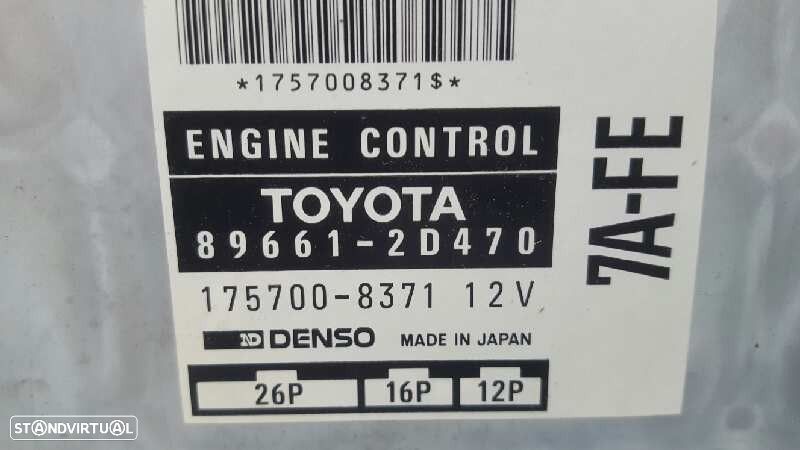 *1757008371$*
ENGINE CONTROL
TOYOTA
89661-2D470
175700-8371 12V
ND DENSO MADE IN JAPAN
26P 16P 12P
7A-FE
STANDVIRTUAL